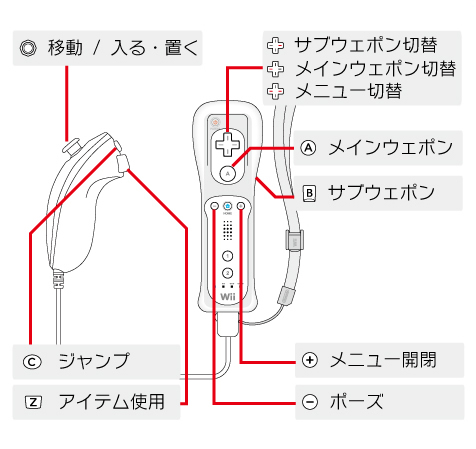 移動 / 入る・置く
サブウェポン切替
メインウェポン切替
メニュー切替
A メインウェポン
B サブウェポン
A
HOME
1
2
Wii
C ジャンプ
Z アイテム使用
+ メニュー開閉
− ポーズ